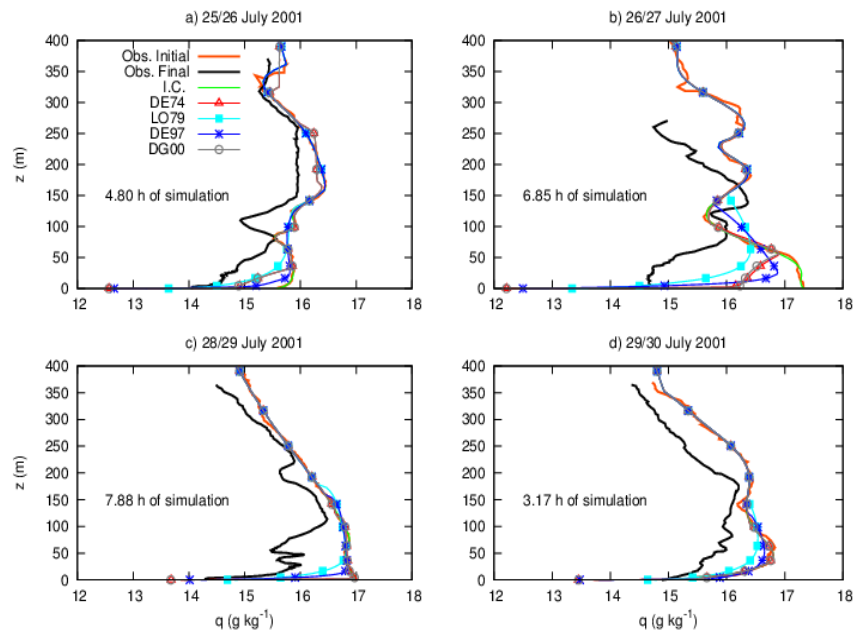 a) 25/26 July 2001
b) 26/27 July 2001
400
350
300
250
200
150
100
50
0
z (m)
Obs. Initial
Obs. Final
I.C.
DE74
LO79
DE97
DG00
4.80 h of simulation
12 13 14 15 16 17 18
400
350
300
250
200
150
100
50
0
6.85 h of simulation
12 13 14 15 16 17 18
c) 28/29 July 2001
d) 29/30 July 2001
400
350
300
250
200
150
100
50
0
z (m)
7.88 h of simulation
12 13 14 15 16 17 18
q (g kg⁻¹)
400
350
300
250
200
150
100
50
0
3.17 h of simulation
12 13 14 15 16 17 18
q (g kg⁻¹)